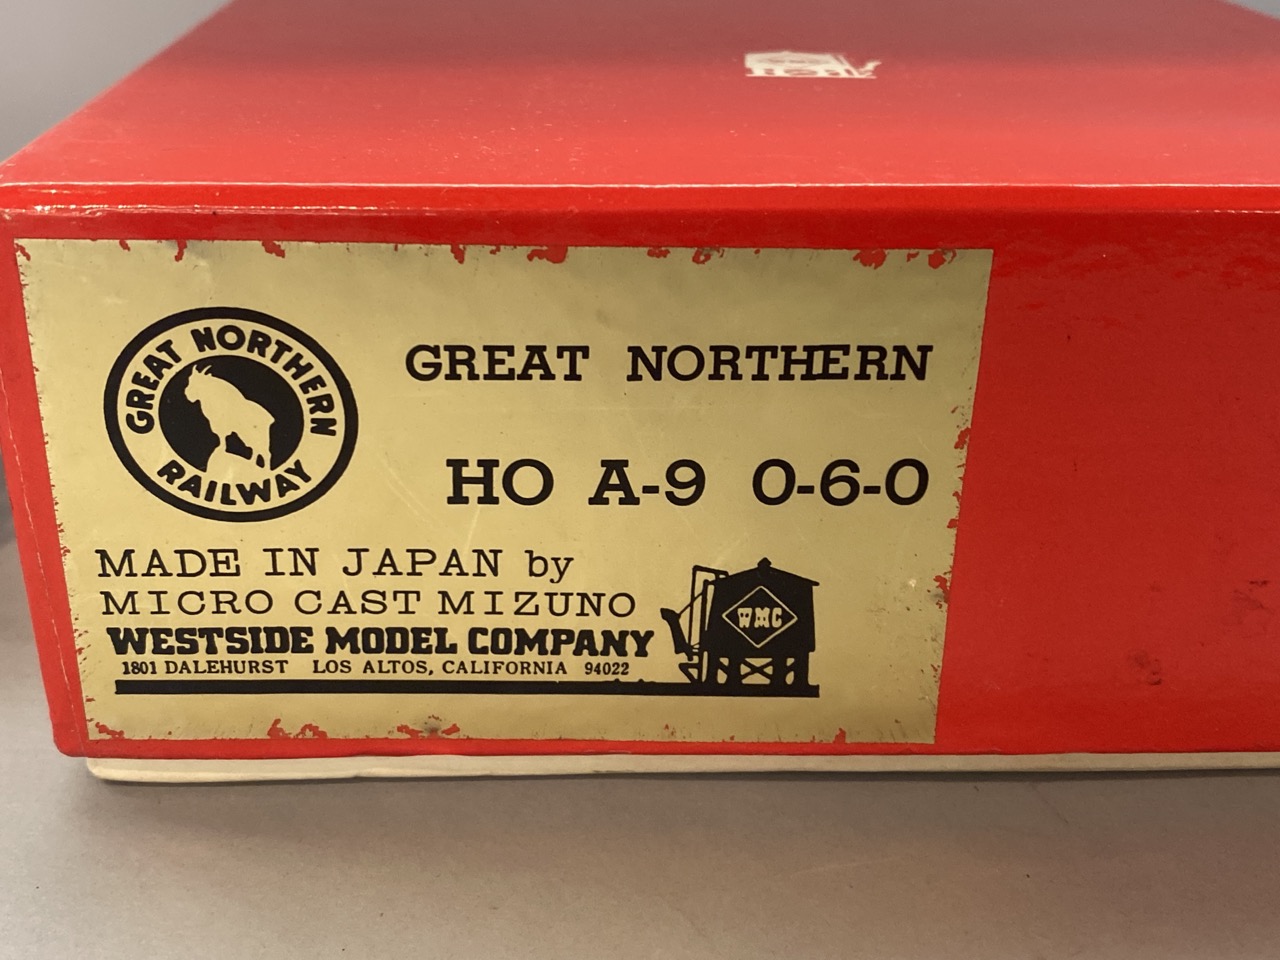 GREAT NORTHERN
RAILWAY
GREAT NORTHERN
HO A-9 0-6-0
MADE IN JAPAN by
MICRO CAST MIZUNO
WESTSIDE MODEL COMPANY
1801 DALEHURST LOS ALTOS, CALIFORNIA 94022
WMC